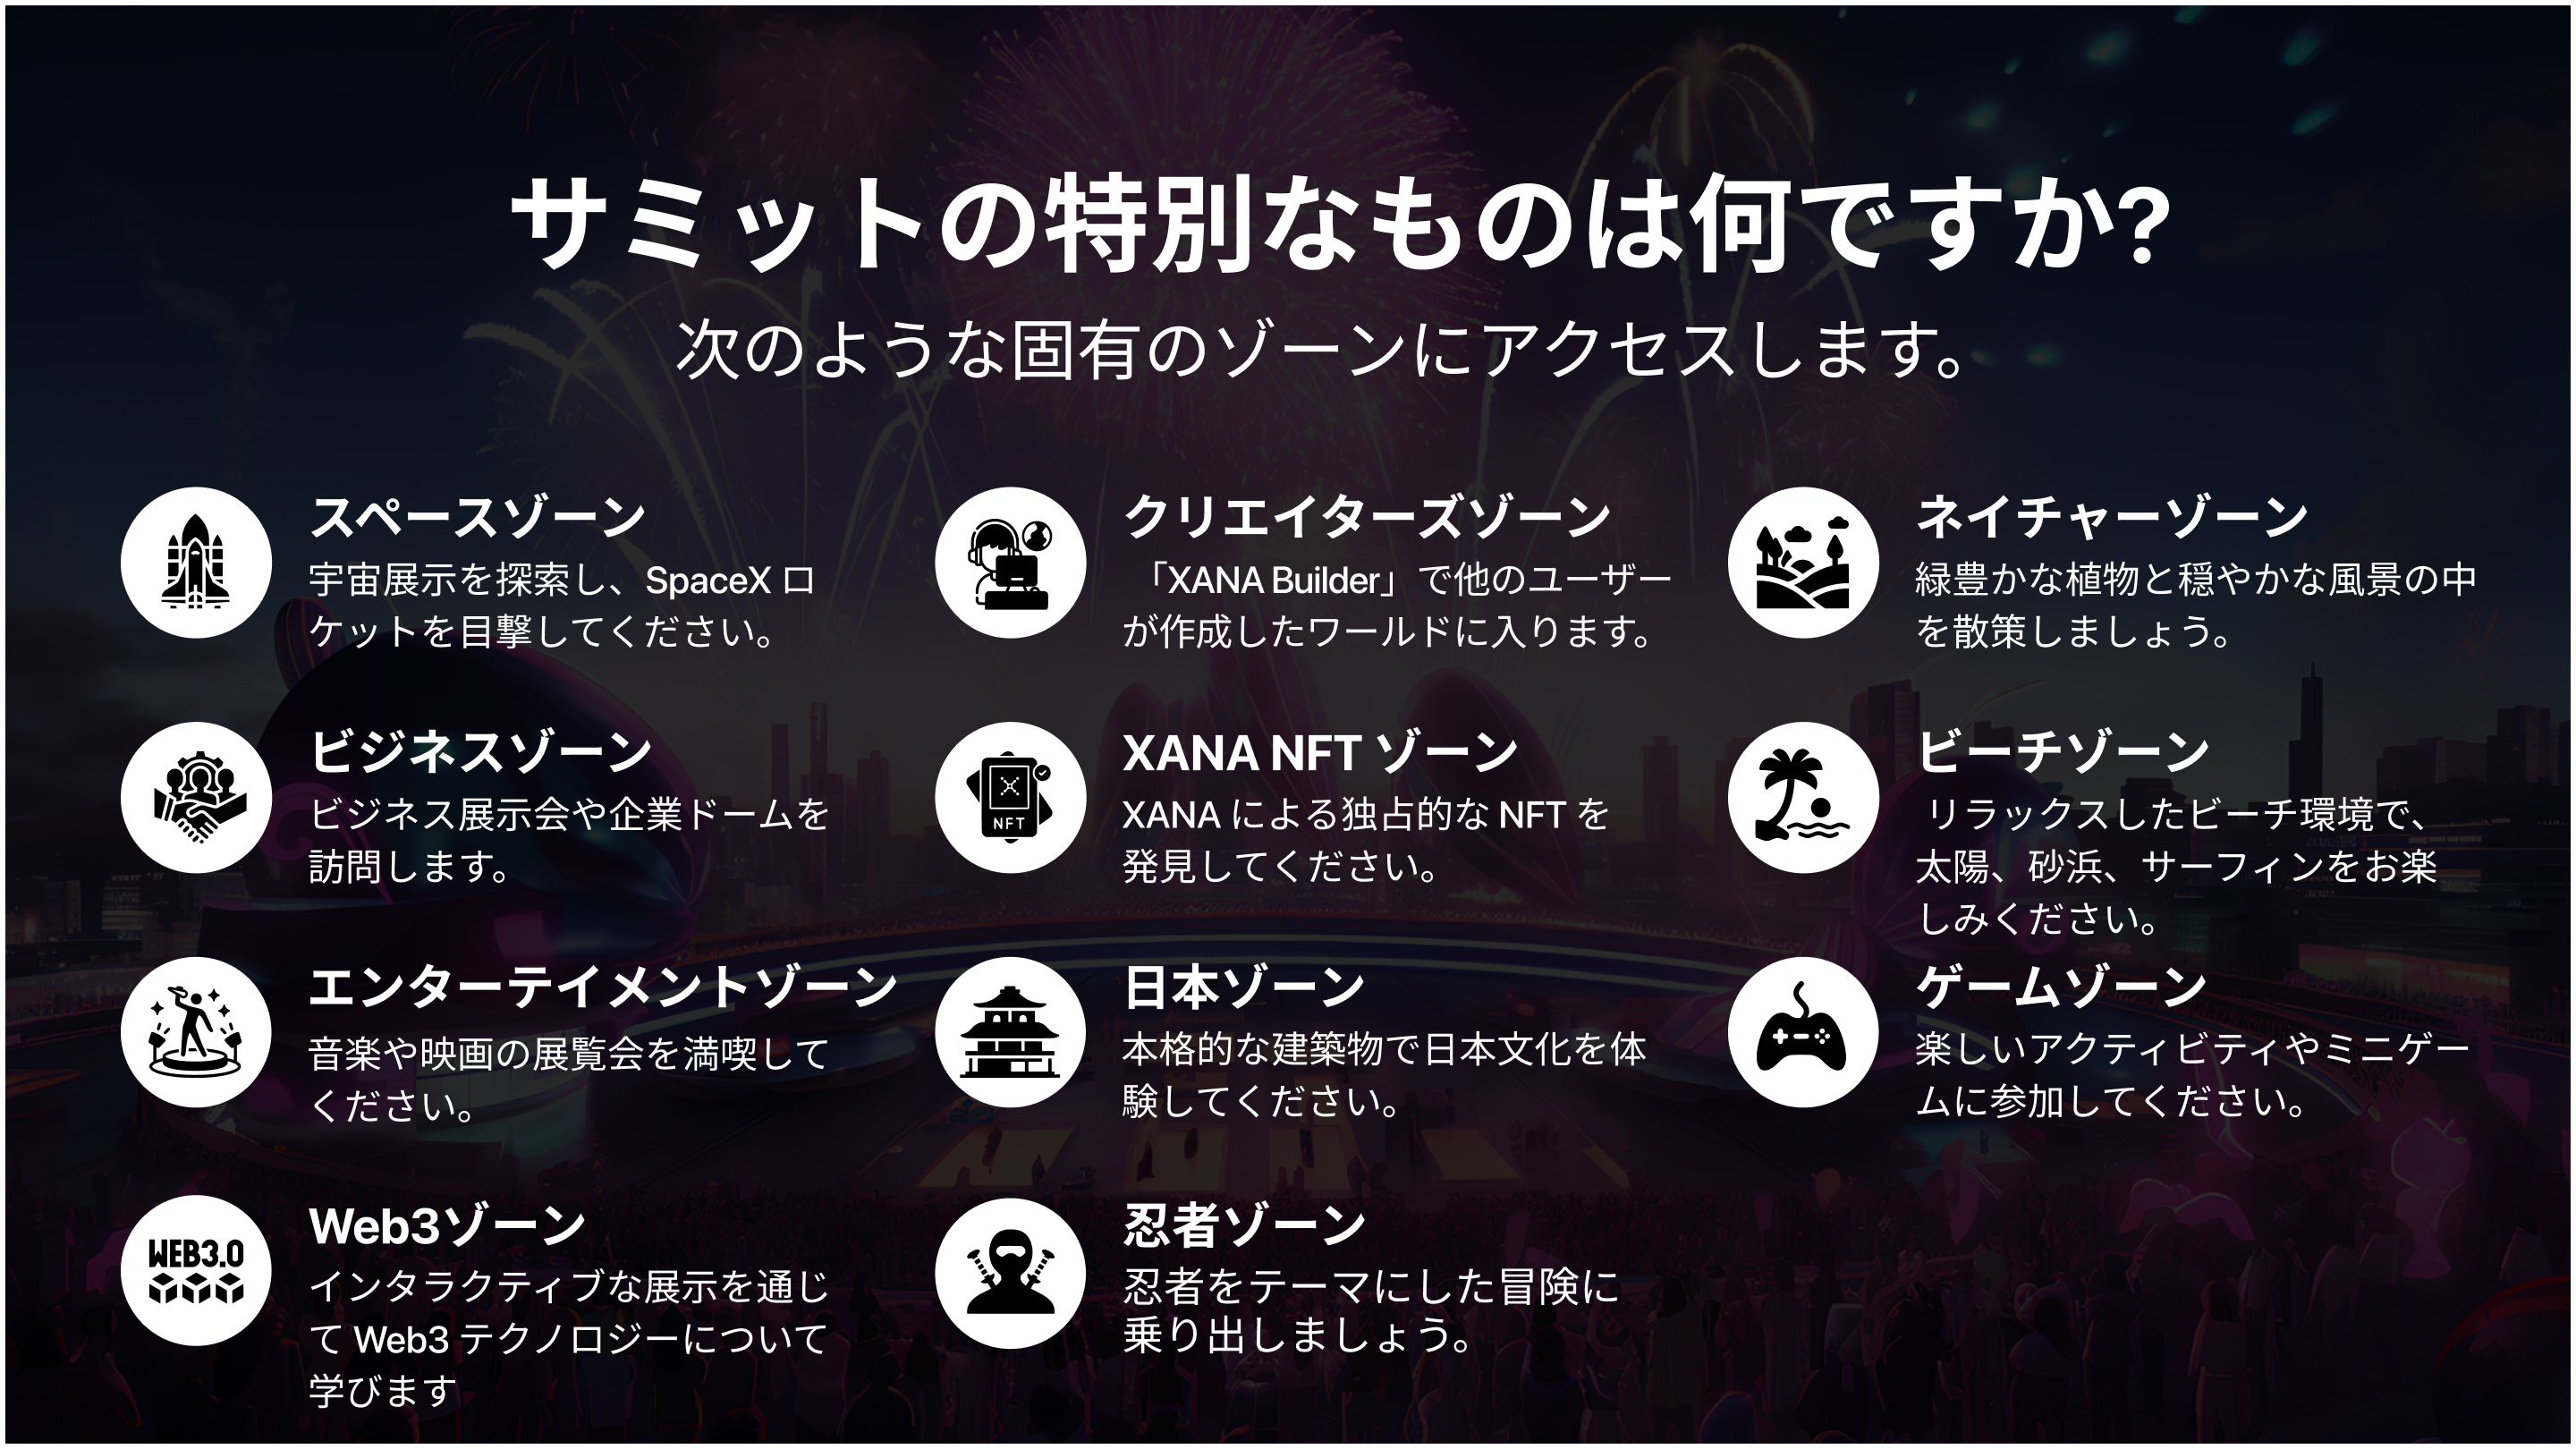 サミットの特別なものは何ですか?
次のような固有のゾーンにアクセスします。
スペースゾーン
宇宙展示を探索し、SpaceX ロ
ケットを目撃してください。
クリエイターズゾーン
「XANA Builder」で他のユーザー
が作成したワールドに入ります。
ネイチャーゾーン
緑豊かな植物と穏やかな風景の中
を散策しましょう。
ビジネスゾーン
ビジネス展示会や企業ドームを
訪問します。
NFT
XANA NFT ゾーン
XANA による独占的な NFT を
発見してください。
ビーチゾーン
リラックスしたビーチ環境で、
太陽、砂浜、サーフィンをお楽
しみください。
エンターテイメントゾーン
音楽や映画の展覧会を満喫して
ください。
日本ゾーン
本格的な建築物で日本文化を体
験してください。
ゲームゾーン
楽しいアクティビティやミニゲー
ムに参加してください。
WEB3.0
Web3ゾーン
インタラクティブな展示を通じ
て Web3 テクノロジーについて
学びます
忍者ゾーン
忍者をテーマにした冒険に
乗り出しましょう。